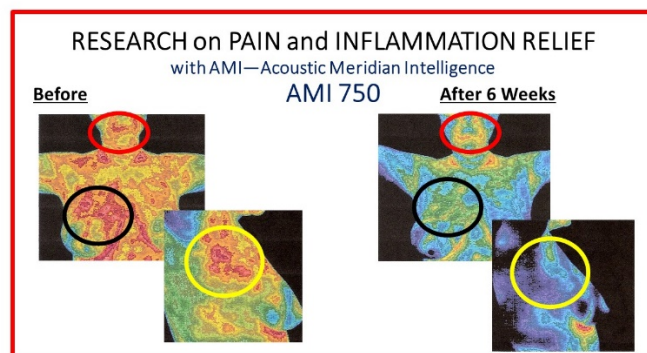 RESEARCH on PAIN and INFLAMMATION RELIEF
with AMI—Acoustic Meridian Intelligence
AMI 750
Before
After 6 Weeks